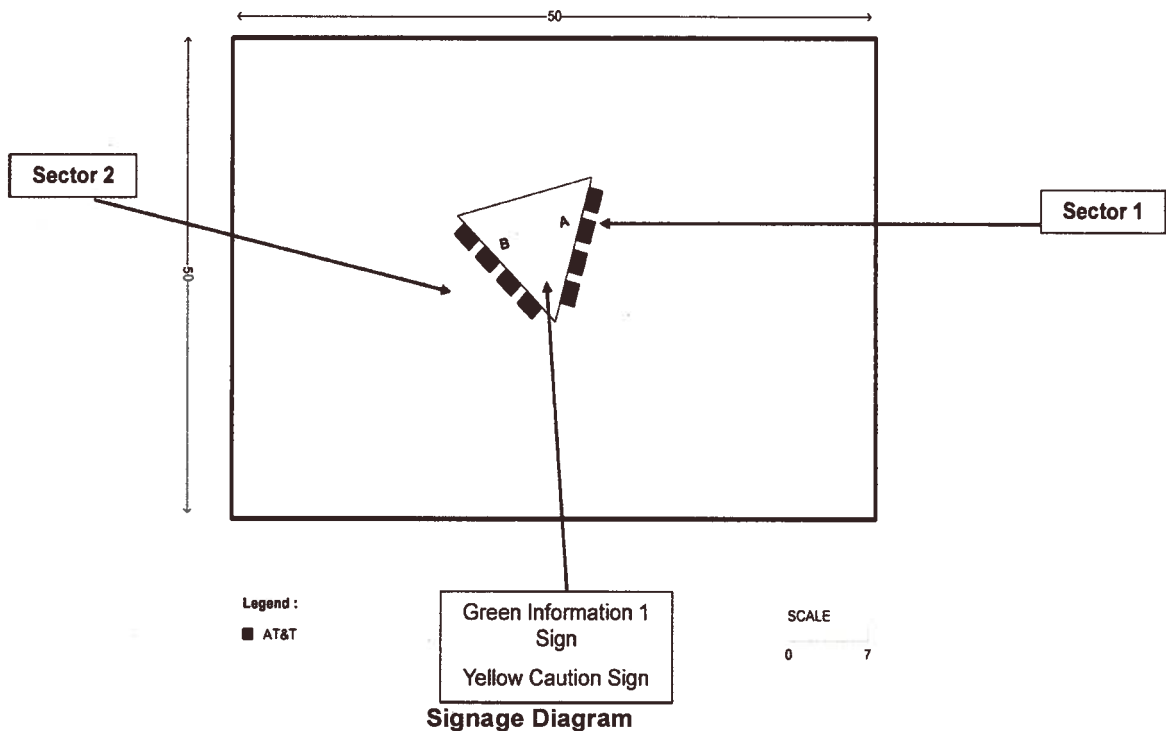 50
Sector 2
Sector 1
A
B
50
Legend :
AT&T
Green Information 1
Sign
Yellow Caution Sign
SCALE
0 7
Signage Diagram